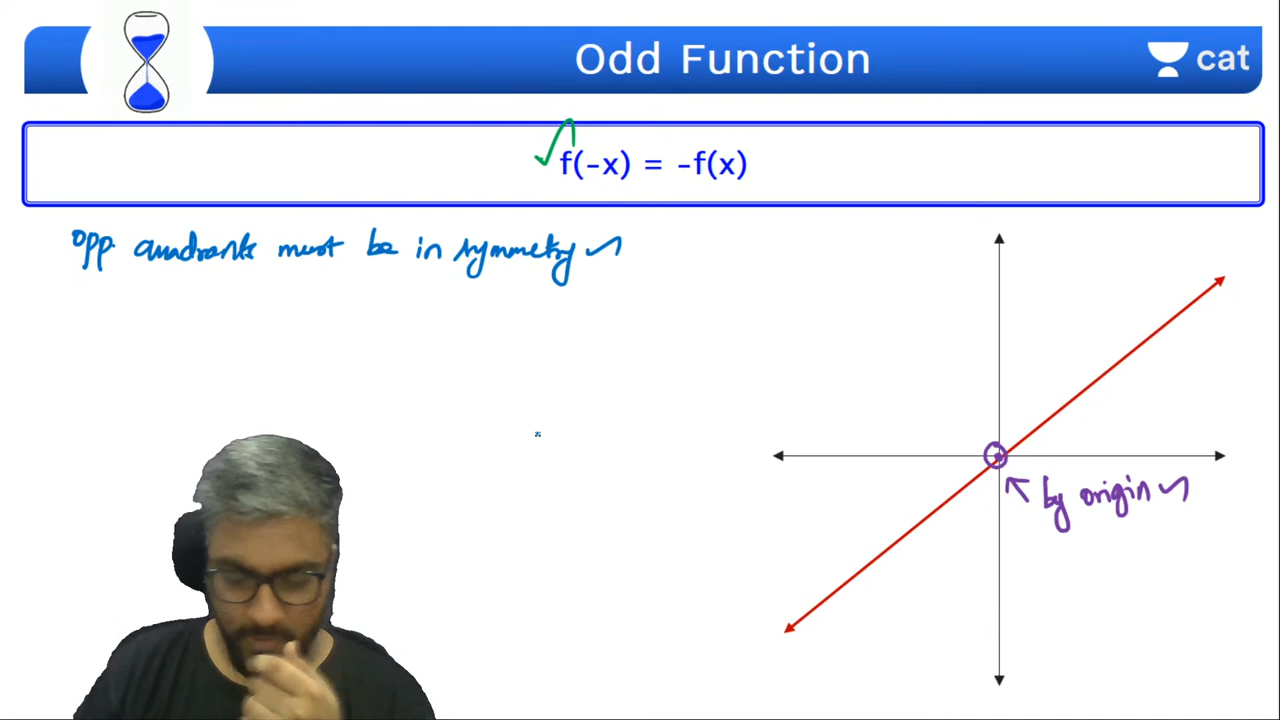 Odd Function
cat
f(-x) = -f(x)
Opp. quadrants must be in symmetry
by origin